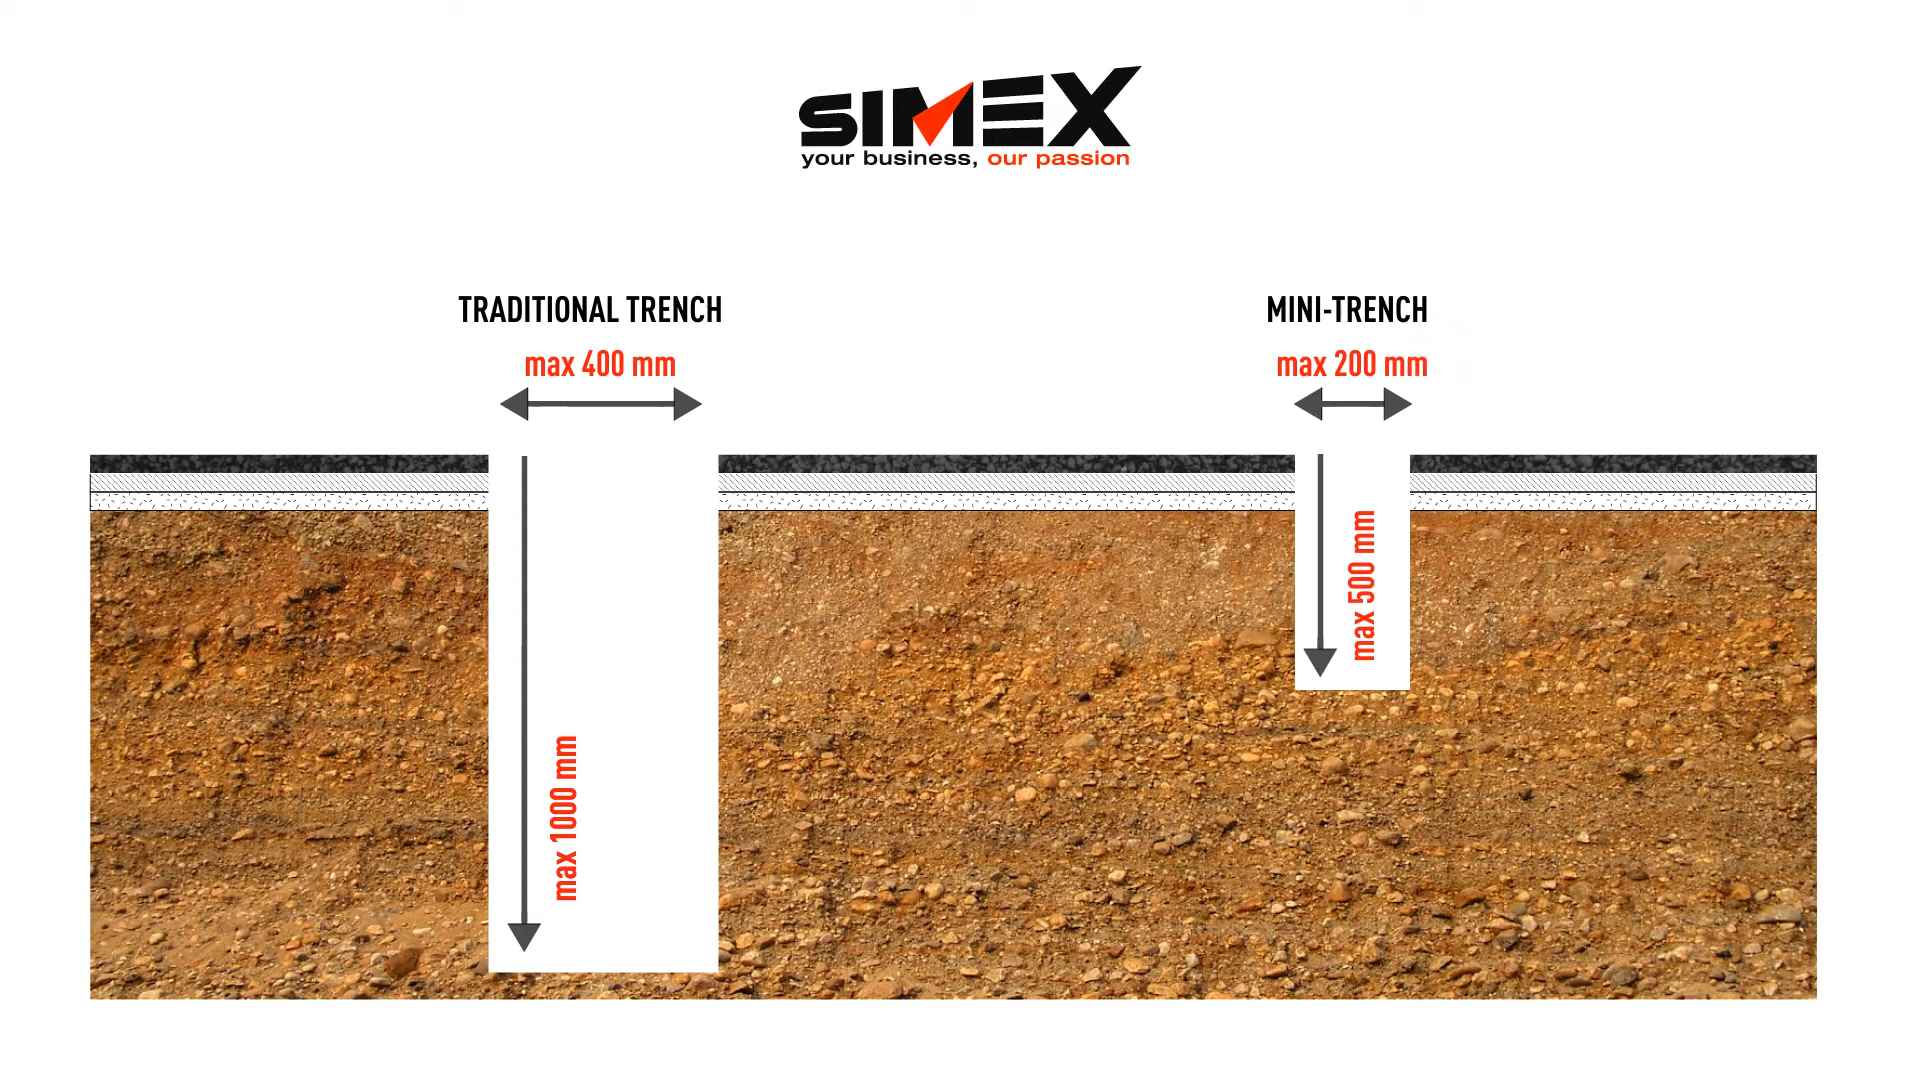 SIMEX
your business, our passion
TRADITIONAL TRENCH
max 400 mm
max 1000 mm
MINI-TRENCH
max 200 mm
max 500 mm